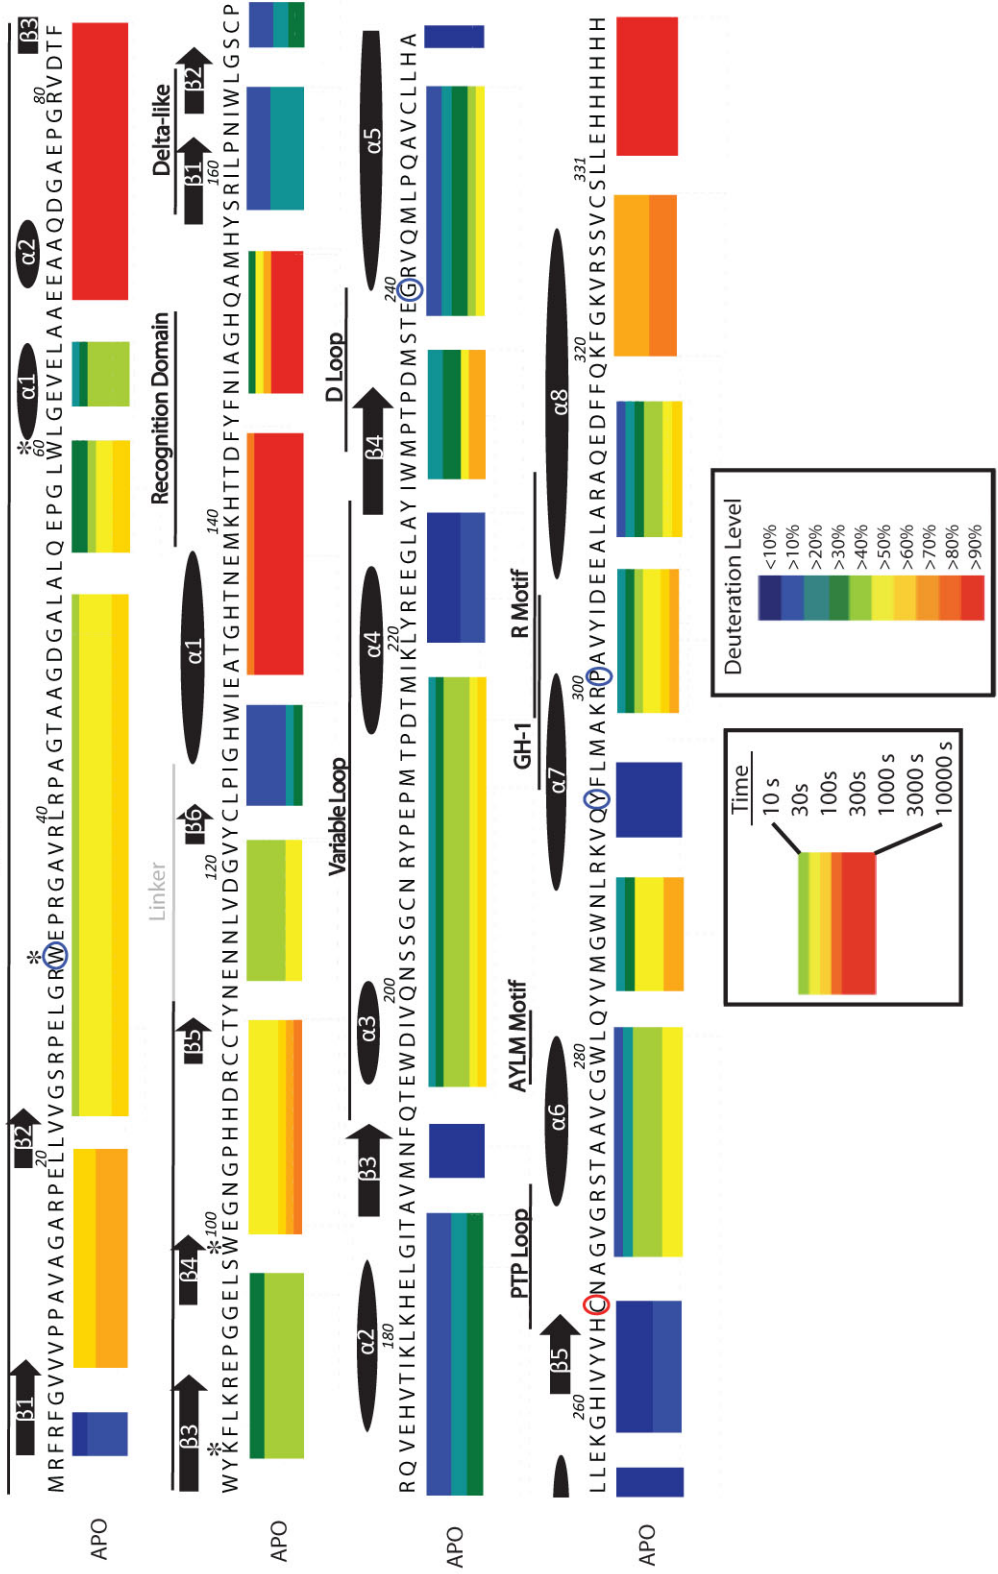 β1 β2 α1 α2 β3
20 * 40 * 60 80
MRFRFGVVVPPAVAGARPELLVVGSRPELGRWEPRGAVRLRPAGTAAGDGALALQEPGLWLGEVELAAEEAAQDGAEPGRVDTF
APO
Linker Recognition Domain Delta-like
β3 β4 β5 β6 α1 β1 β2
* * 100 120 140 160
WYKFLKREPGGELSWEGNGPHHDRCCTYNENNLVDGVYCLPIGHWIEATGHTNEMKHTTDFYFNIAGHQAMHYSRILPNIWLGSCP
APO
Variable Loop D Loop
α2 β3 α3 α4 β4 α5
180 200 220 240
RQVEHVTIKLKHELGITAVMNFQTEWDIVQNSSGCNRYPEPMTPDTMIKLYREEGLAYIWMPTPDMSTEGRVQMLPQAVCLLHA
APO
PTP Loop AYLM Motif GH-1 R Motif
β5 α6 α7 α8
260 280 300 320 331
LLEKGHIVYVHCNAGVGRSTAAVCGWLQYVMGWNLRKVQYFLMAKRPAVYIDEEALARAQEDFFQKFGKVRSSVCSLLEHHHHHH
APO
Time
10 s
30s
100s
300s
1000 s
3000 s
10000 s
Deuteration Level
<10%
>10%
>20%
>30%
>40%
>50%
>60%
>70%
>80%
>90%